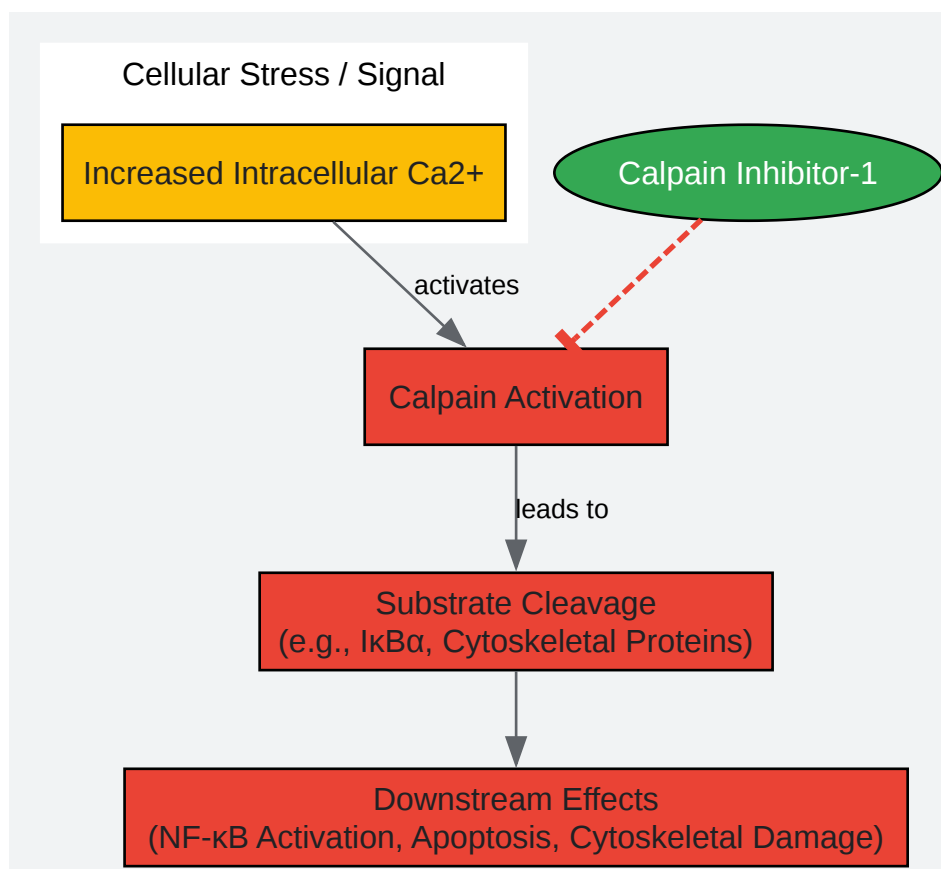 Cellular Stress / Signal
Increased Intracellular Ca2+
Calpain Inhibitor-1
activates
Calpain Activation
leads to
Substrate Cleavage
(e.g., IκBα, Cytoskeletal Proteins)
Downstream Effects
(NF-κB Activation, Apoptosis, Cytoskeletal Damage)